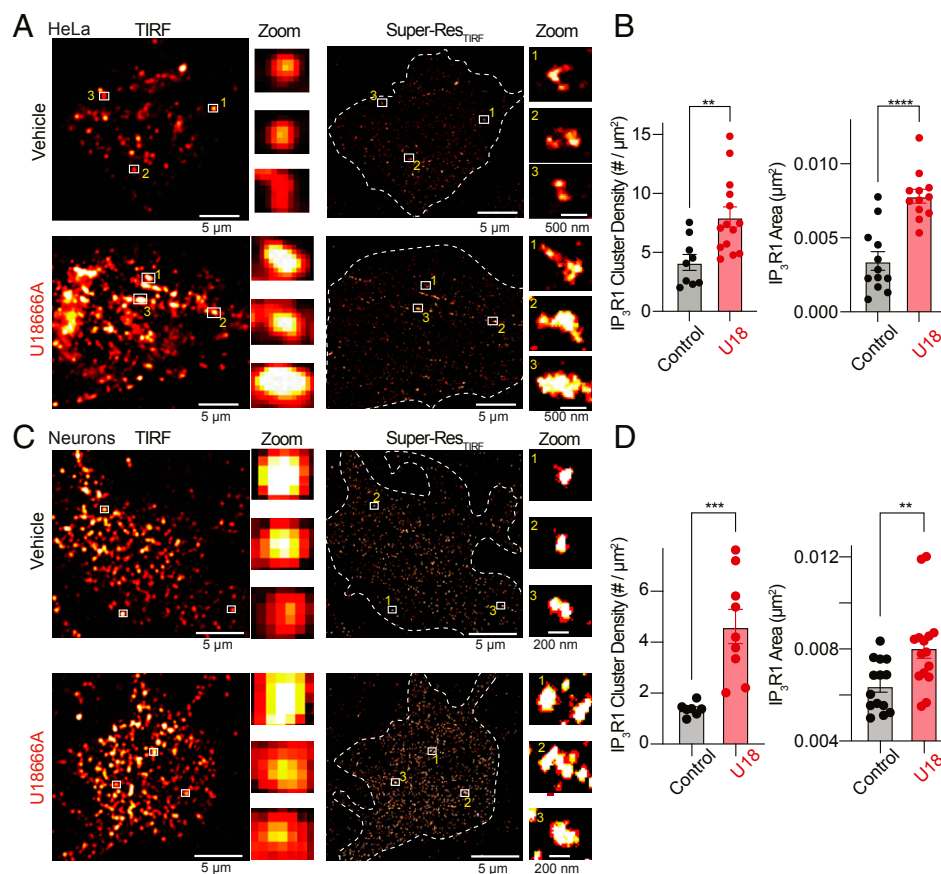 A
HeLa
TIRF
Zoom
Super-Res_TIRF
Zoom
Vehicle
3
1
2
5 µm
3
1
2
5 µm
1
2
3
500 nm
U18666A
1
3
2
5 µm
1
3
2
5 µm
1
2
3
500 nm
B
**
IP₃R1 Cluster Density (# / µm²)
15
10
5
0
Control
U18
****
IP₃R1 Area (µm²)
0.010
0.005
0.000
Control
U18
C
Neurons
TIRF
Zoom
Super-Res_TIRF
Zoom
Vehicle
5 µm
2
1
3
5 µm
1
2
3
200 nm
U18666A
5 µm
1
3
2
5 µm
1
2
3
200 nm
D
***
IP₃R1 Cluster Density (# / µm²)
6
4
2
0
Control
U18
**
IP₃R1 Area (µm²)
0.012
0.008
0.004
Control
U18